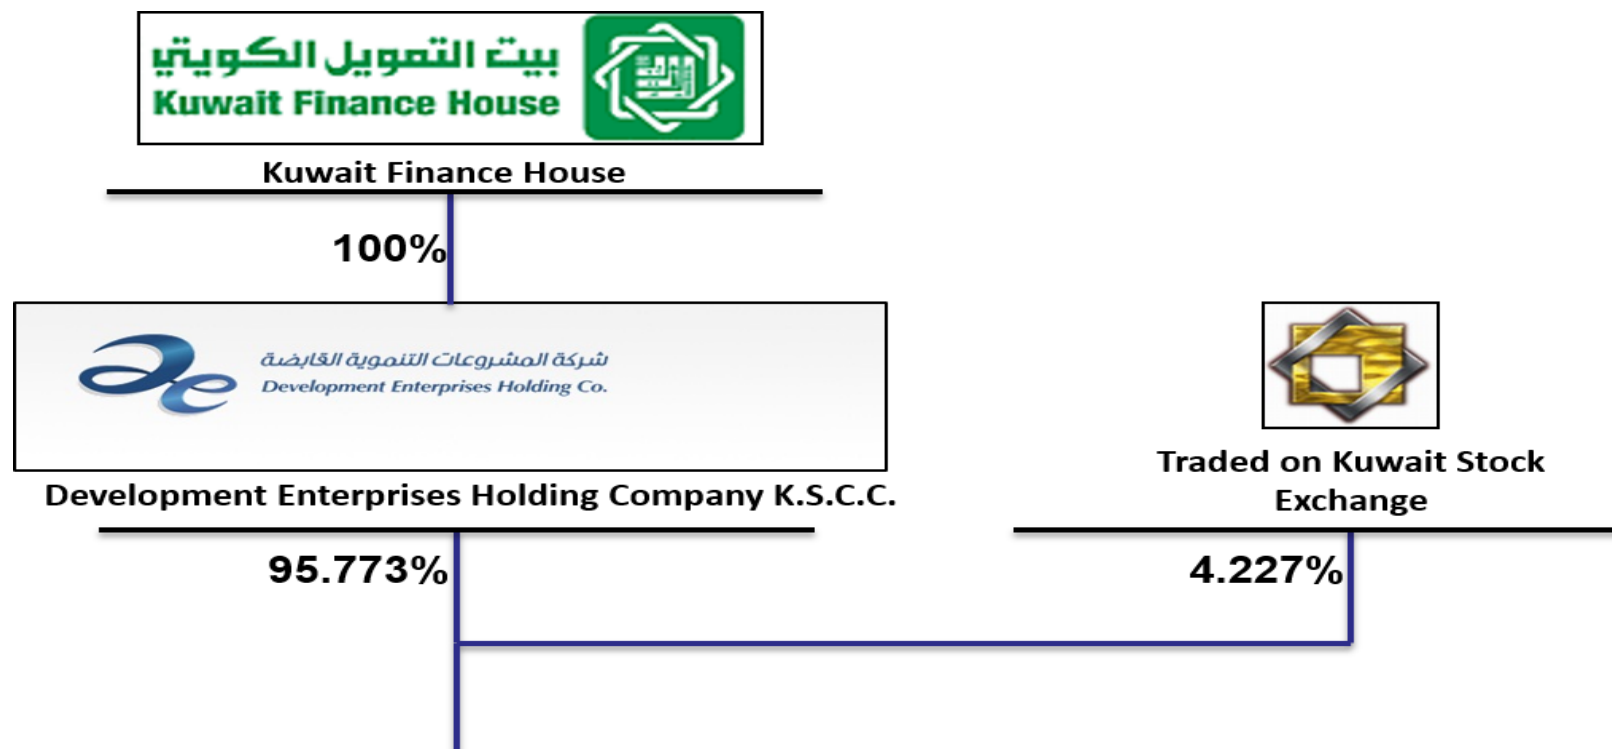 بيت التمويل الكويتي
Kuwait Finance House
Kuwait Finance House
100%
شركة المشروعات التنموية القابضة
Development Enterprises Holding Co.
Development Enterprises Holding Company K.S.C.C.
Traded on Kuwait Stock
Exchange
95.773%
4.227%